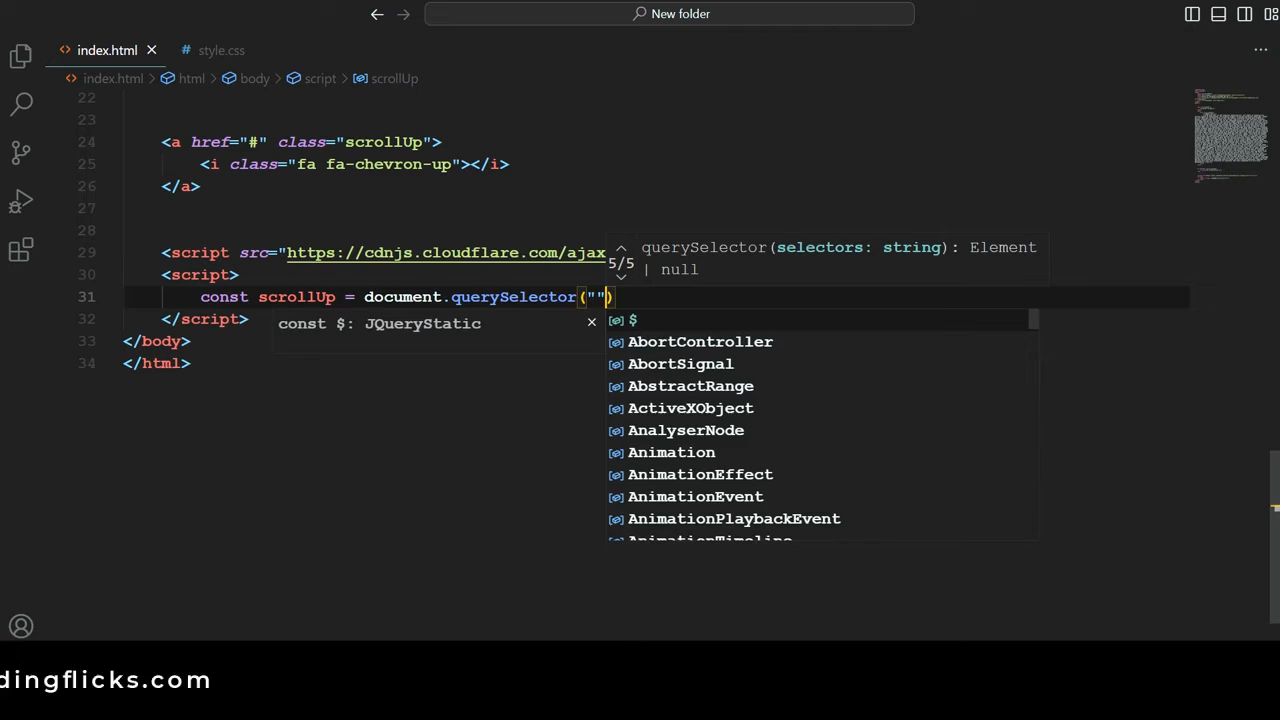 New folder
index.html
style.css
index.html > html > body > script > scrollUp
22
23
24 <a href="#" class="scrollUp">
25 <i class="fa fa-chevron-up"></i>
26 </a>
27
28
29 <script src="https://cdnjs.cloudflare.com/ajax
30 <script>
31 const scrollUp = document.querySelector("")
32 </script>
33 </body>
34 </html>
5/5
querySelector(selectors: string): Element
| null
const $: JQueryStatic
$
AbortController
AbortSignal
AbstractRange
ActiveXObject
AnalyserNode
Animation
AnimationEffect
AnimationEvent
AnimationPlaybackEvent
AnimationTimeline
dingflicks.com